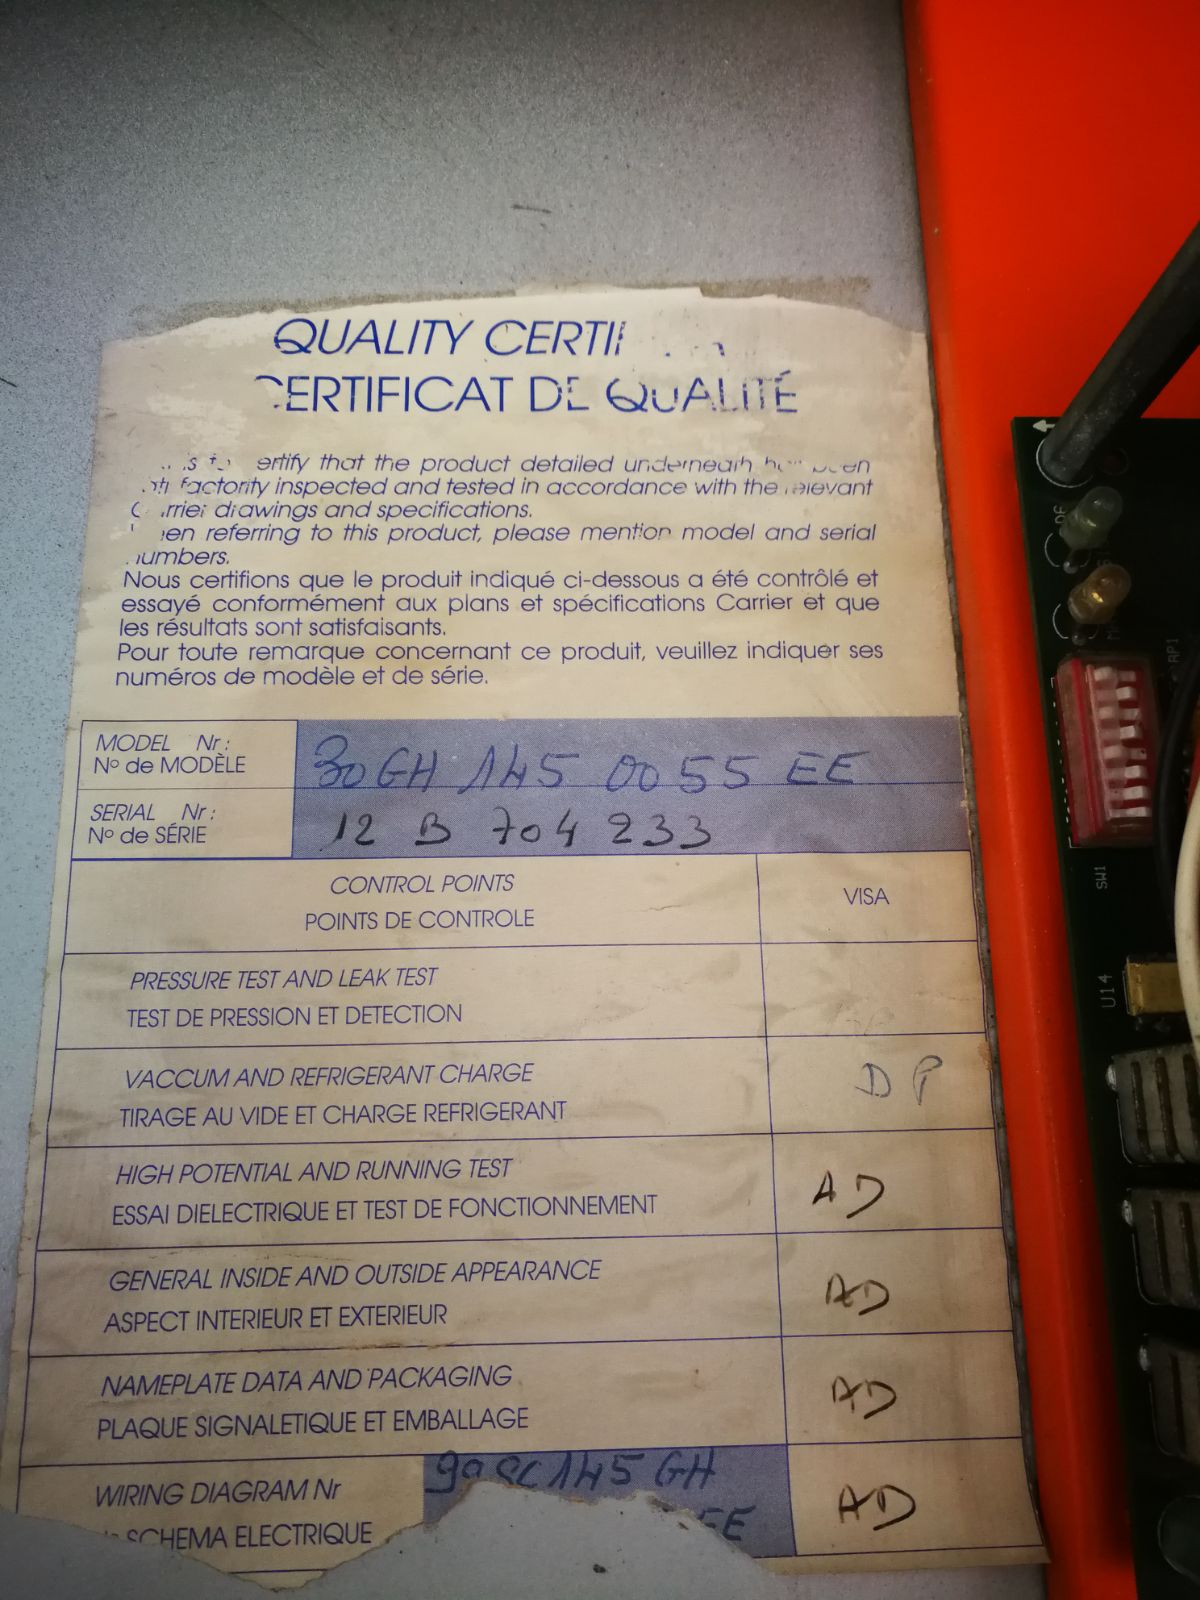 QUALITY
CERTIFICAT DE QUALITÉ
that the product detailed underneath
inspected and tested in accordance with the relevant
drawings and specifications.
referring to this product, please mention model and serial
numbers.
Nous certifions que le produit indiqué ci-dessous a été contrôlé et
essayé conformément aux plans et spécifications Carrier et que
les résultats sont satisfaisants.
Pour toute remarque concernant ce produit, veuillez indiquer ses
numéros de modèle et de série.
MODEL Nr: 30GH 145 0055 EE
Nº de MODÈLE
SERIAL Nr: 12 B 704 233
Nº de SÉRIE
CONTROL POINTS
POINTS DE CONTROLE
VISA
PRESSURE TEST AND LEAK TEST
TEST DE PRESSION ET DETECTION
VACCUM AND REFRIGERANT CHARGE
TIRAGE AU VIDE ET CHARGE REFRIGERANT
DP
HIGH POTENTIAL AND RUNNING TEST
ESSAI DIELECTRIQUE ET TEST DE FONCTIONNEMENT
AD
GENERAL INSIDE AND OUTSIDE APPEARANCE
ASPECT INTERIEUR ET EXTERIEUR
AD
NAMEPLATE DATA AND PACKAGING
PLAQUE SIGNALETIQUE ET EMBALLAGE
AD
WIRING DIAGRAM Nr
145 GH
SCHEMA ELECTRIQUE
EE
AD
SW1
U14
RP1